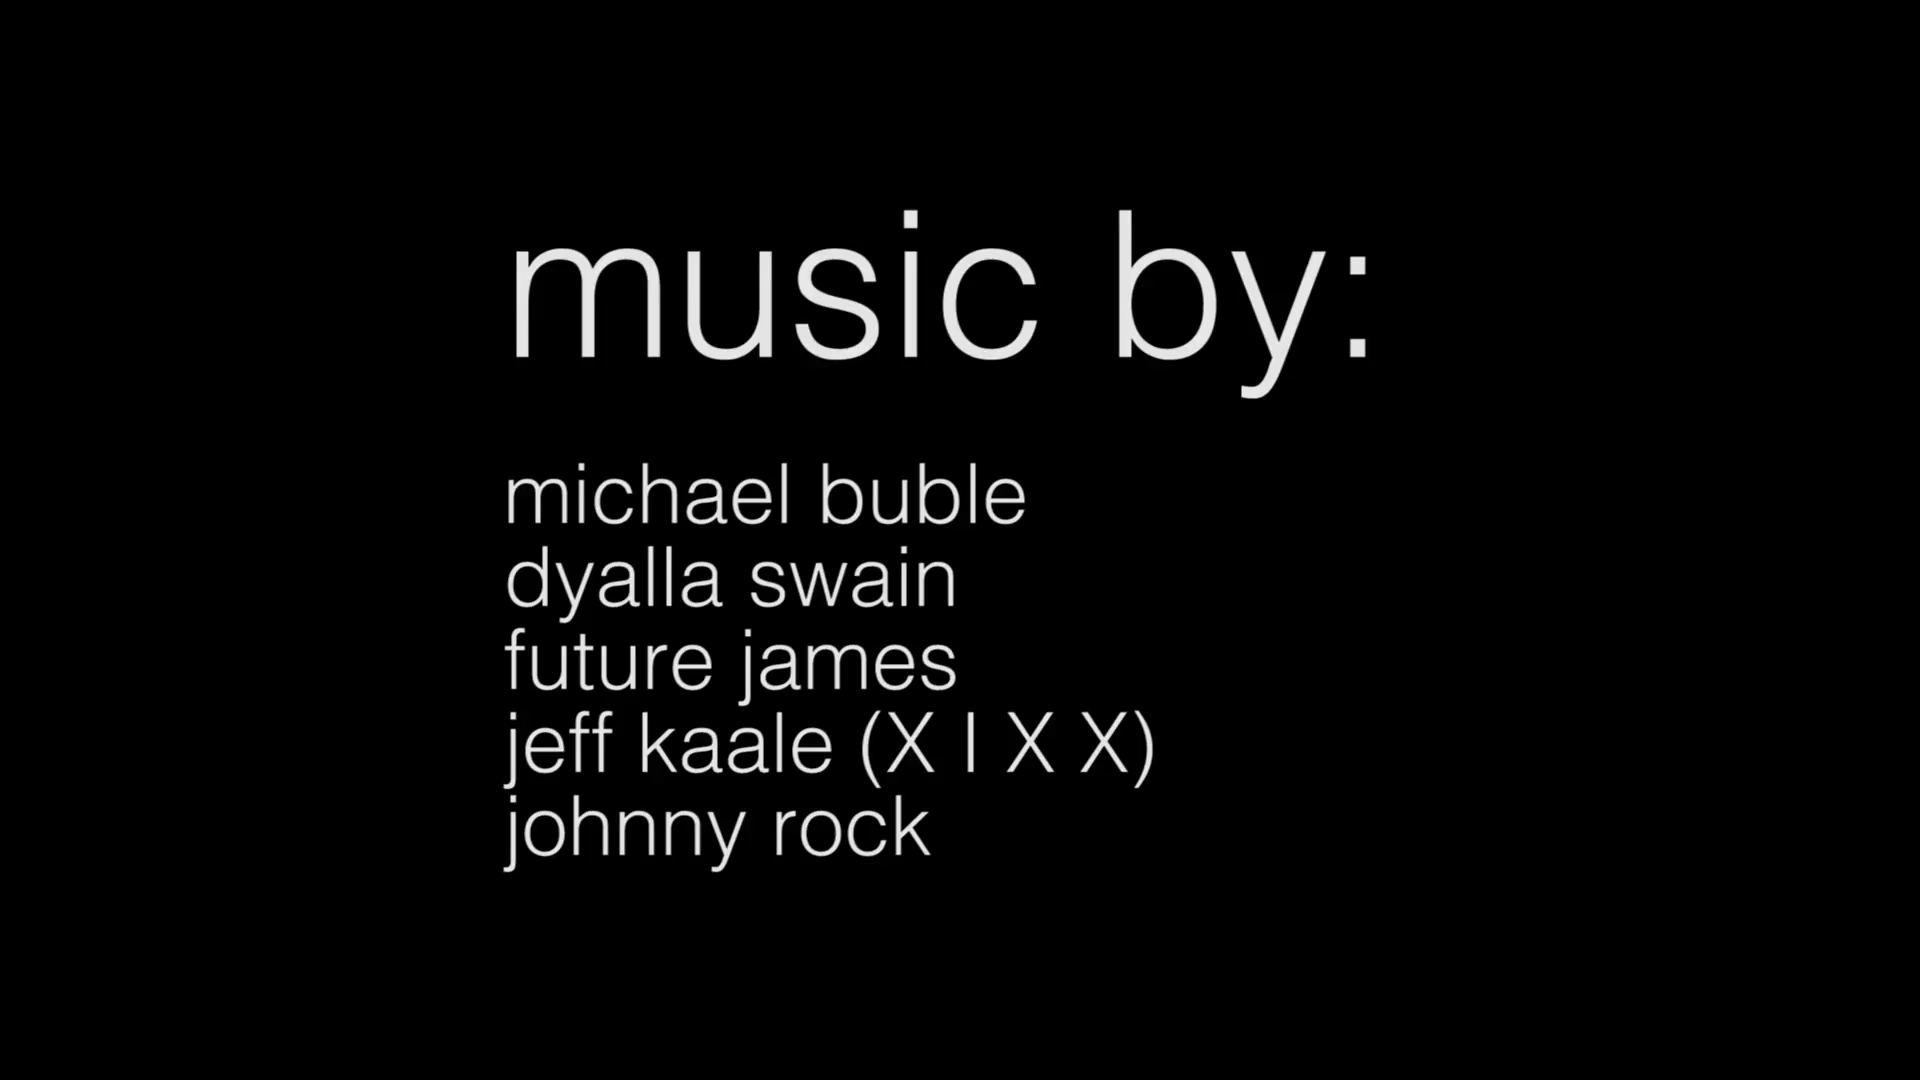 music by:
michael buble
dyalla swain
future james
jeff kaale (X I X X)
johnny rock